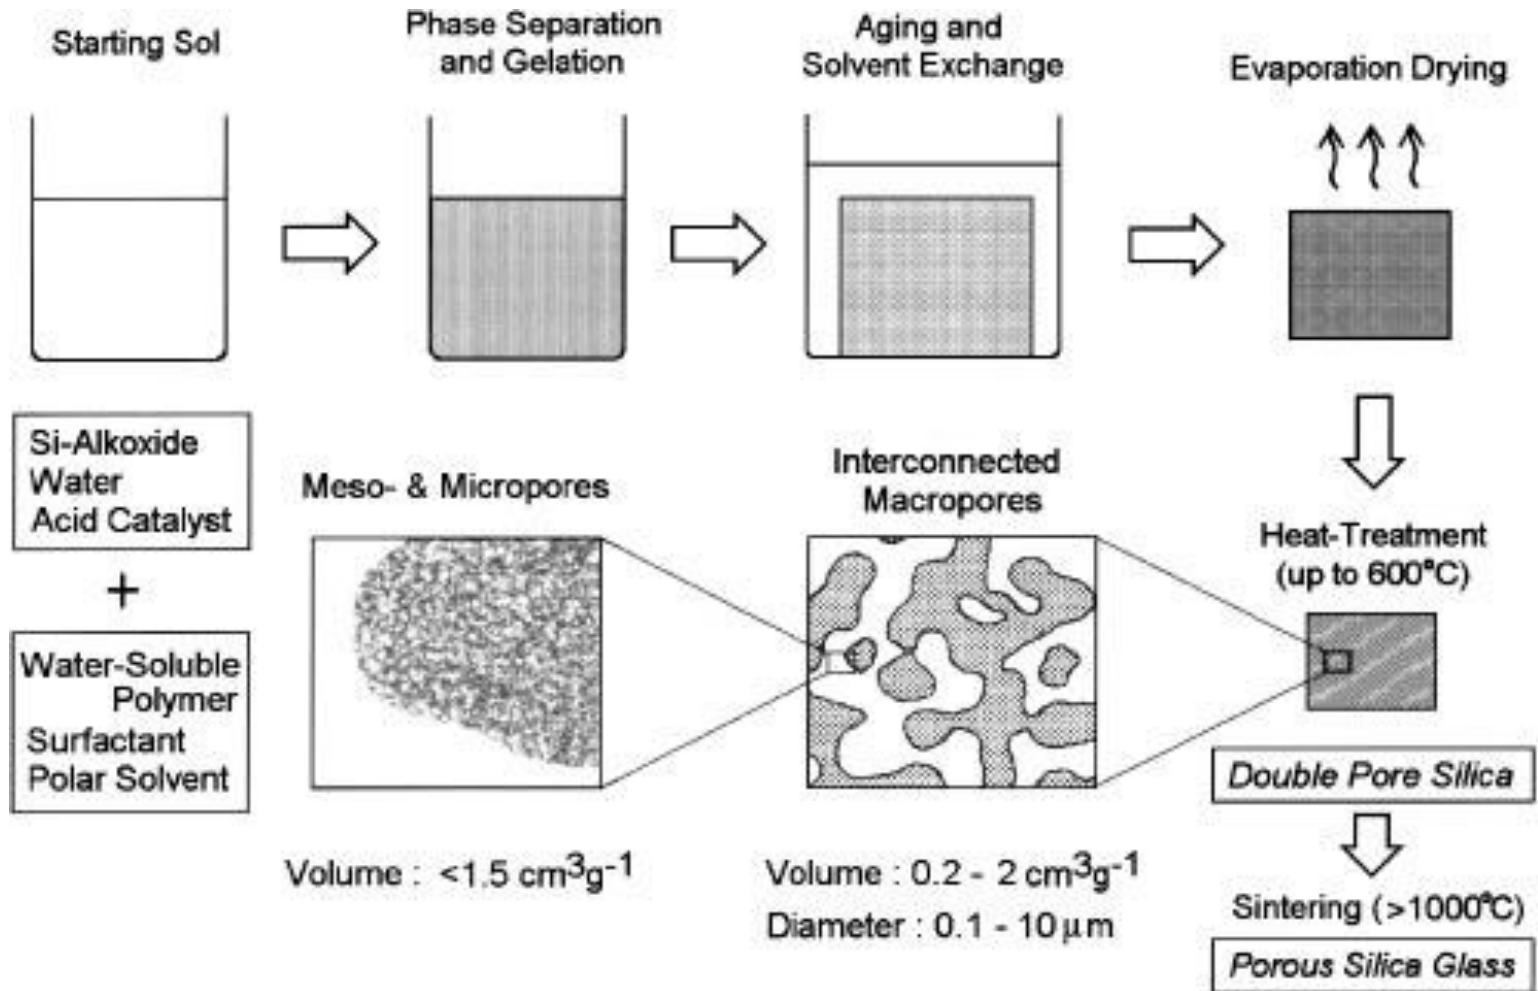 Starting Sol
Phase Separation
and Gelation
Aging and
Solvent Exchange
Evaporation Drying
Si-Alkoxide
Water
Acid Catalyst
+
Water-Soluble
Polymer
Surfactant
Polar Solvent
Meso- & Micropores
Volume : <1.5 cm³g⁻¹
Interconnected
Macropores
Volume : 0.2 - 2 cm³g⁻¹
Diameter : 0.1 - 10 μm
Heat-Treatment
(up to 600°C)
Double Pore Silica
Sintering (>1000°C)
Porous Silica Glass